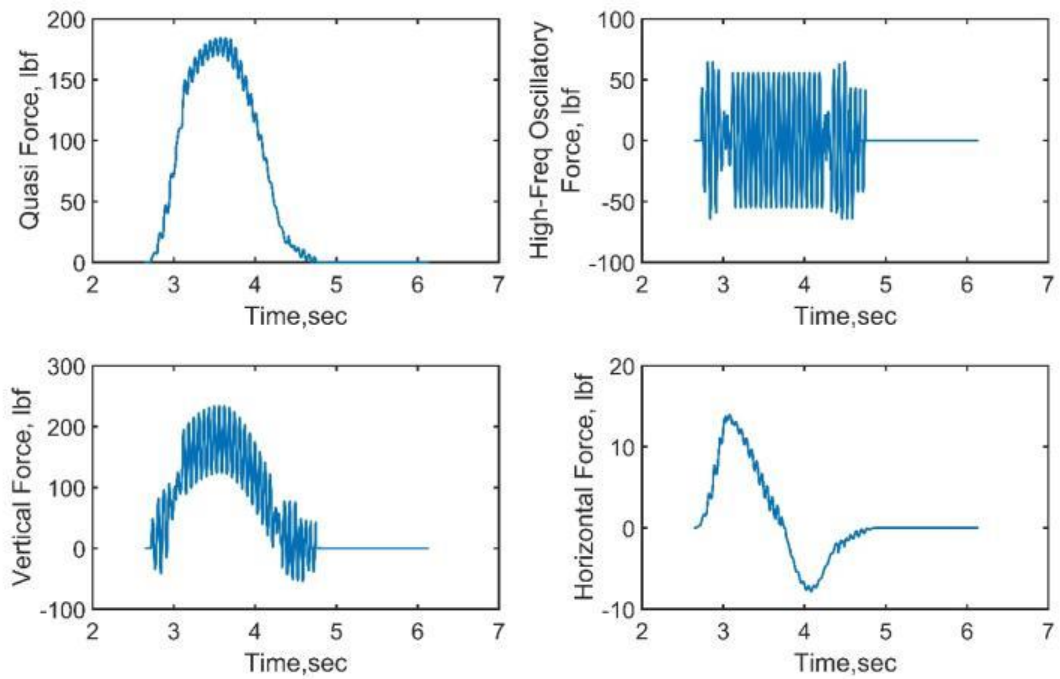 200
150
100
50
0
Quasi Force, lbf
2 3 4 5 6 7
Time,sec
100
50
0
-50
-100
High-Freq Oscillatory
Force, lbf
2 3 4 5 6 7
Time,sec
300
200
100
0
-100
Vertical Force, lbf
2 3 4 5 6 7
Time,sec
20
10
0
-10
Horizontal Force, lbf
2 3 4 5 6 7
Time,sec